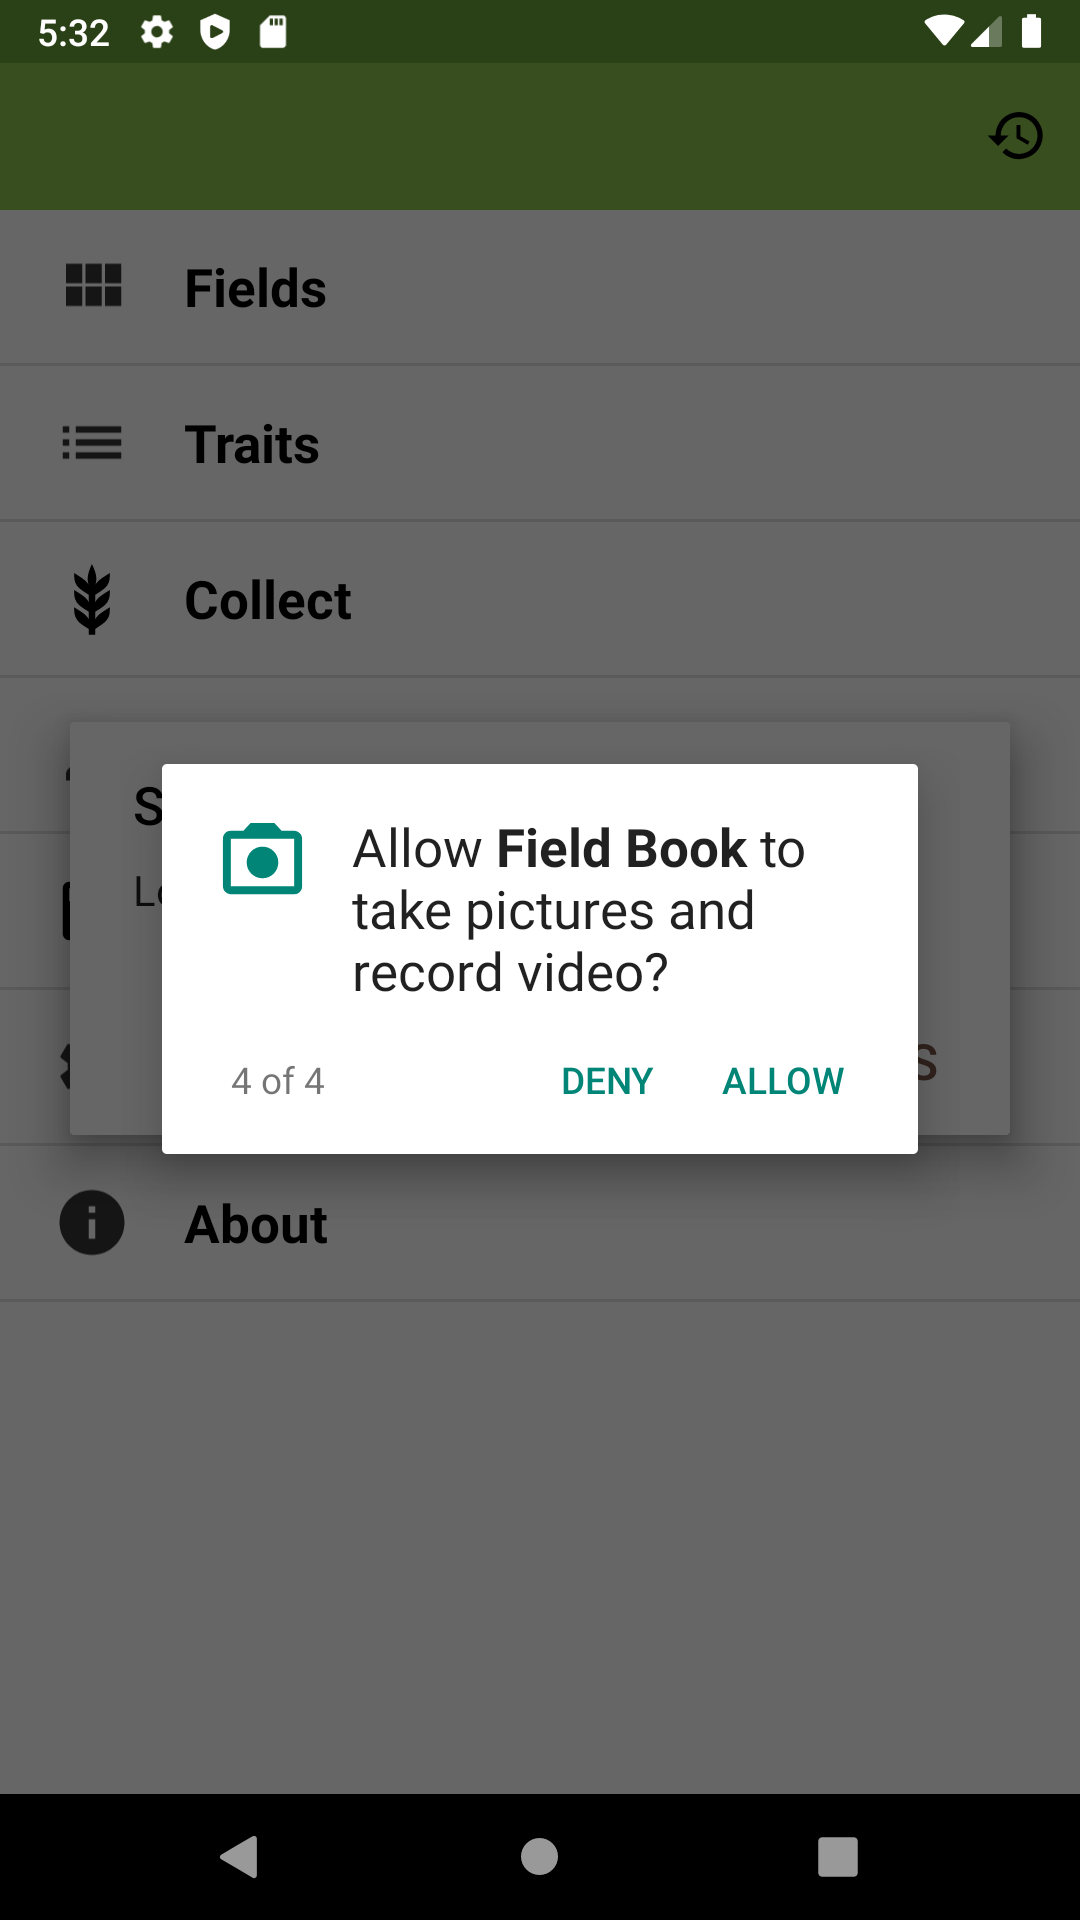 5:32
Fields
Traits
Collect
Allow Field Book to
take pictures and
record video?
4 of 4
DENY
ALLOW
About